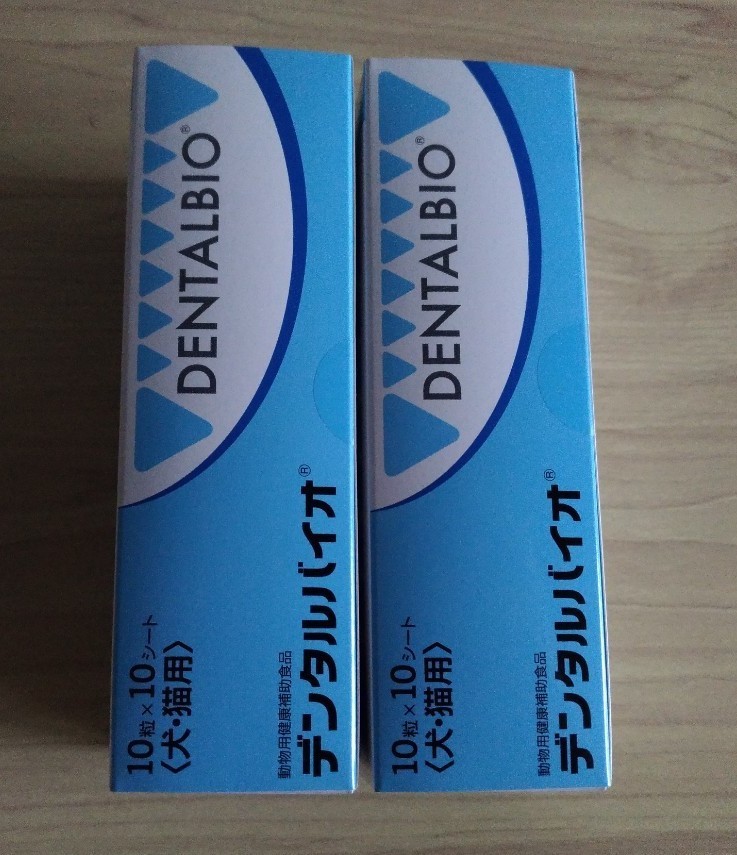 DENTALBIO®
10粒×10シート
〈犬・猫用〉
動物用健康補助食品
デンタルバイオ®
DENTALBIO®
10粒×10シート
〈犬・猫用〉
動物用健康補助食品
デンタルバイオ®